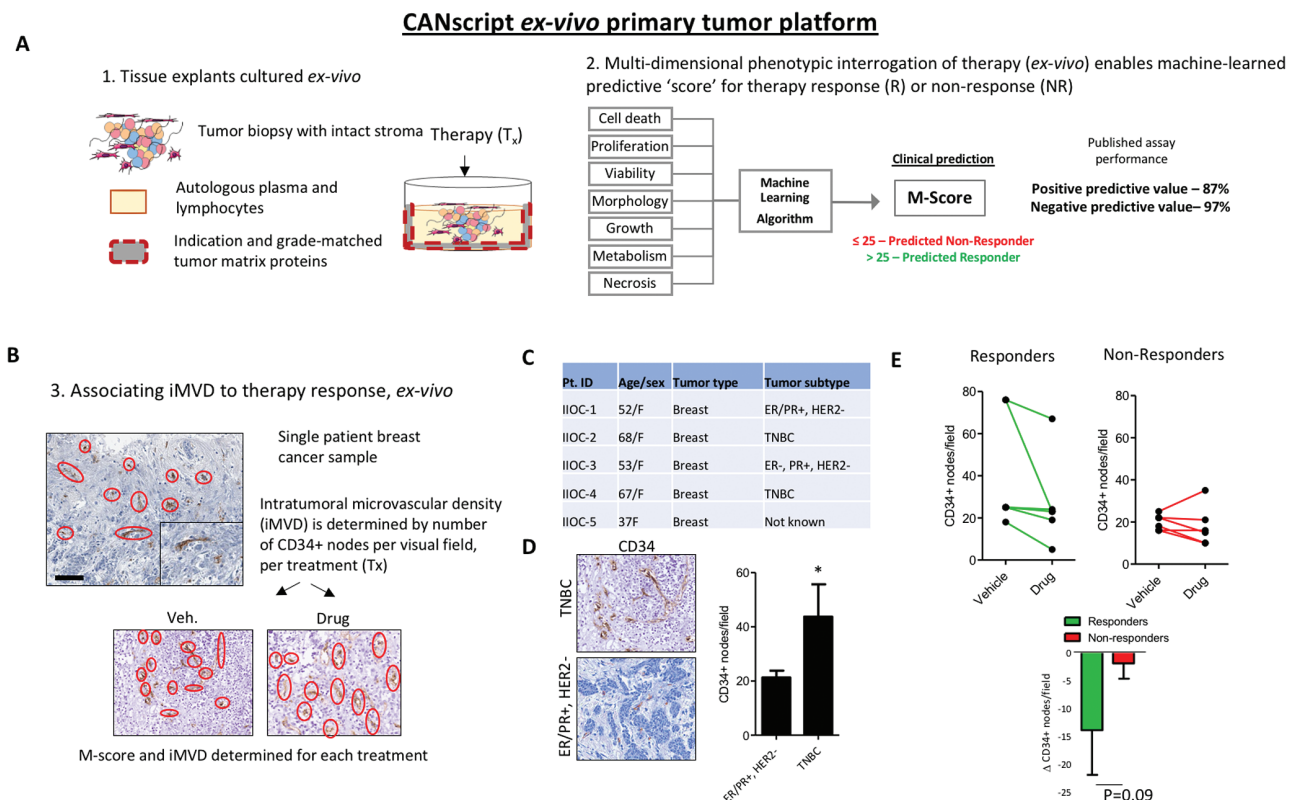 CANscript ex-vivo primary tumor platform
A
1. Tissue explants cultured ex-vivo
Tumor biopsy with intact stroma
Therapy (Tx)
Autologous plasma and
lymphocytes
Indication and grade-matched
tumor matrix proteins
2. Multi-dimensional phenotypic interrogation of therapy (ex-vivo) enables machine-learned
predictive ‘score’ for therapy response (R) or non-response (NR)
Cell death
Proliferation
Viability
Morphology
Growth
Metabolism
Necrosis
Machine
Learning
Algorithm
Clinical prediction
M-Score
≤ 25 – Predicted Non-Responder
> 25 – Predicted Responder
Published assay
performance
Positive predictive value – 87%
Negative predictive value– 97%
B
3. Associating iMVD to therapy response, ex-vivo
Single patient breast
cancer sample
Intratumoral microvascular density
(iMVD) is determined by number
of CD34+ nodes per visual field,
per treatment (Tx)
Veh.
Drug
M-score and iMVD determined for each treatment
C
Pt. ID Age/sex Tumor type Tumor subtype
IIOC-1 52/F Breast ER/PR+, HER2-
IIOC-2 68/F Breast TNBC
IIOC-3 53/F Breast ER-, PR+, HER2-
IIOC-4 67/F Breast TNBC
IIOC-5 37F Breast Not known
D
CD34
TNBC
ER/PR+, HER2-
CD34+ nodes/field
60
40
20
0
*
ER/PR+, HER2-
TNBC
E
Responders
CD34+ nodes/field
80
60
40
20
0
Vehicle
Drug
Non-Responders
CD34+ nodes/field
80
60
40
20
0
Vehicle
Drug
Responders
Non-responders
Δ CD34+ nodes/field
0
-5
-10
-15
-20
-25
P=0.09